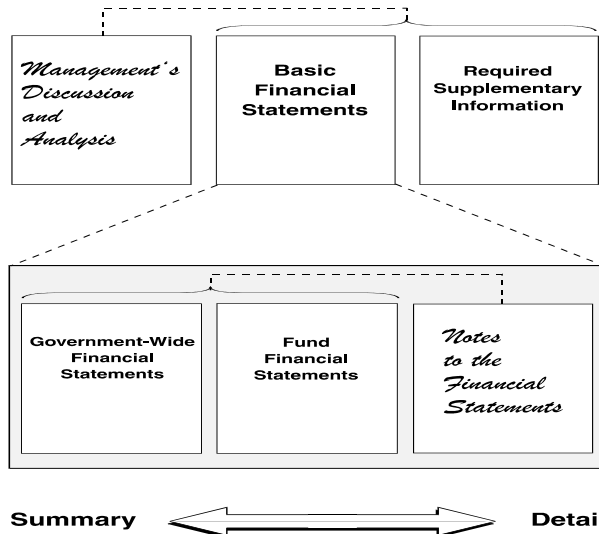 Management's
Discussion
and
Analysis
Basic
Financial
Statements
Required
Supplementary
Information
Government-Wide
Financial
Statements
Fund
Financial
Statements
Notes
to the
Financial
Statements
Summary
Detai